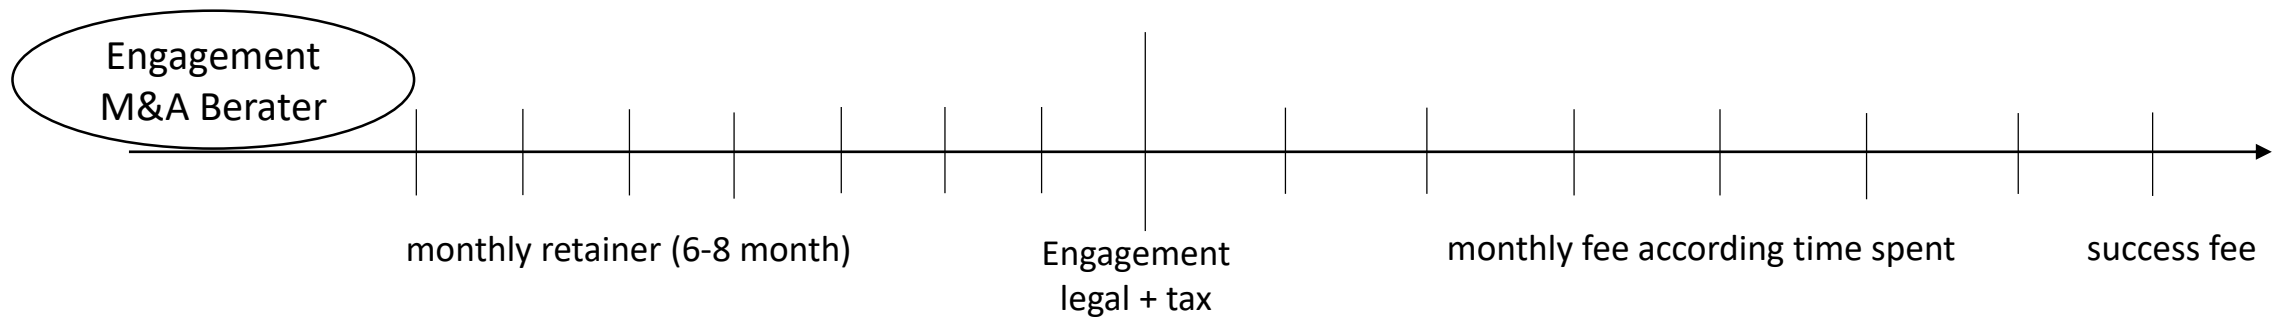 Engagement
M&A Berater
monthly retainer (6-8 month)
Engagement
legal + tax
monthly fee according time spent
success fee